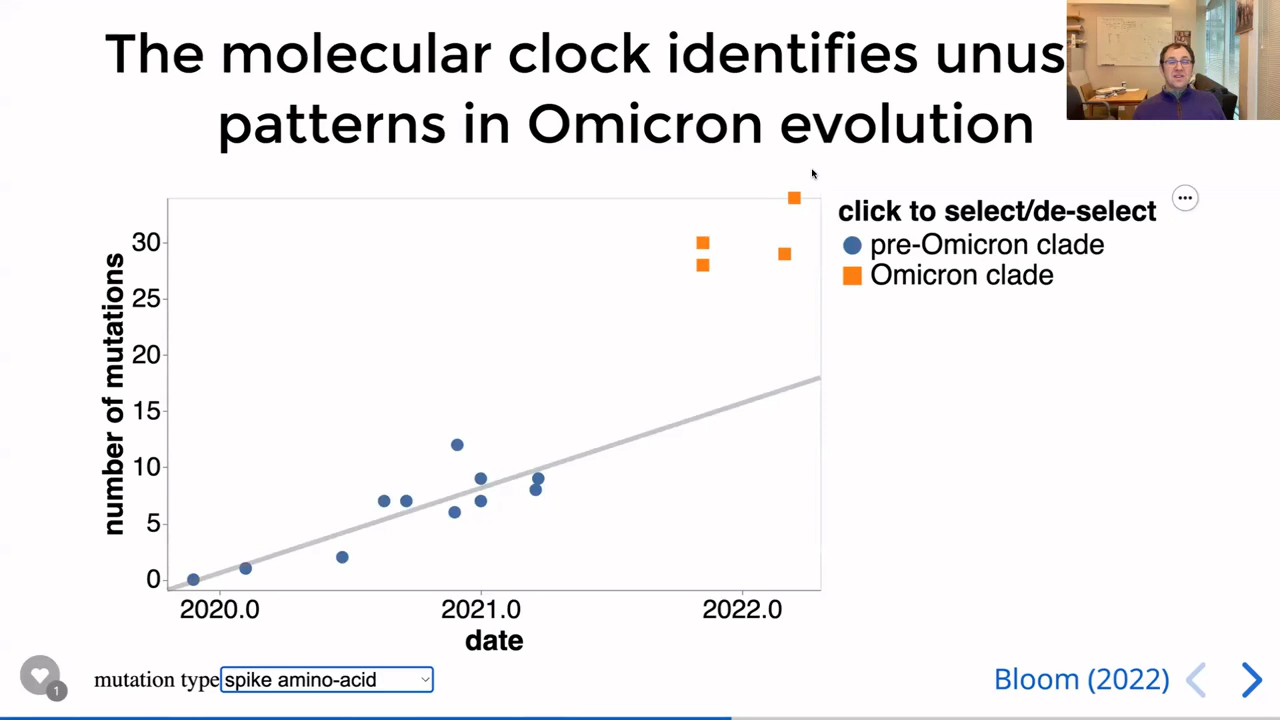 The molecular clock identifies unus
patterns in Omicron evolution
click to select/de-select
pre-Omicron clade
Omicron clade
number of mutations
30
25
20
15
10
5
0
2020.0 2021.0 2022.0
date
1
mutation type spike amino-acid
Bloom (2022)